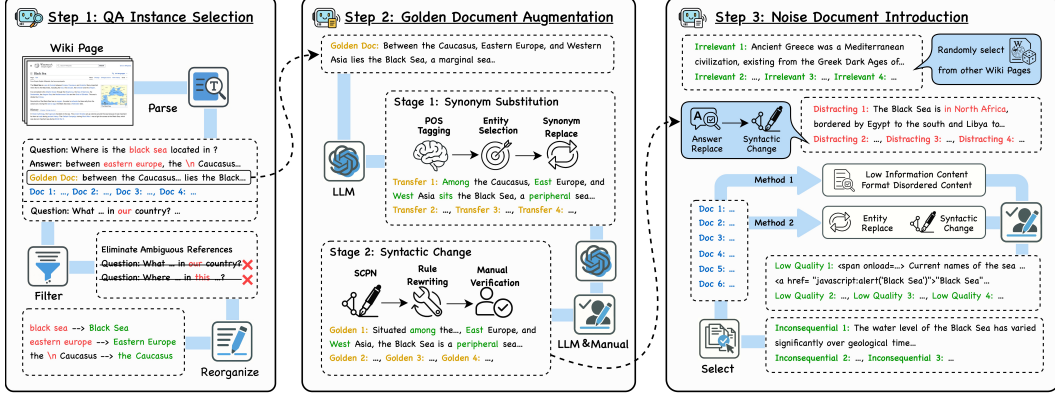 Step 1: QA Instance Selection
Wiki Page
Parse
Question: Where is the black sea located in ?
Answer: between eastern europe, the \n Caucasus...
Golden Doc: between the Caucasus... lies the Black...
Doc 1: ..., Doc 2: ..., Doc 3: ..., Doc 4: ...
Question: What ... in our country? ...
Filter
Eliminate Ambiguous References
Question: What ... in our country?
Question: Where ... in this ...?
black sea --> Black Sea
eastern europe --> Eastern Europe
the \n Caucasus --> the Caucasus
Reorganize
Step 2: Golden Document Augmentation
Golden Doc: Between the Caucasus, Eastern Europe, and Western
Asia lies the Black Sea, a marginal sea..
Stage 1: Synonym Substitution
POS
Tagging
Entity
Selection
Synonym
Replace
LLM
Transfer 1: Among the Caucasus, East Europe, and
West Asia sits the Black Sea, a peripheral sea...
Transfer 2: ..., Transfer 3: ..., Transfer 4: ...,
Stage 2: Syntactic Change
SCPN
Rule
Rewriting
Manual
Verification
Golden 1: Situated among the..., East Europe, and
West Asia, the Black Sea is a peripheral sea...
Golden 2: ..., Golden 3: ..., Golden 4: ...,
LLM&Manual
Step 3: Noise Document Introduction
Irrelevant 1: Ancient Greece was a Mediterranean
civilization, existing from the Greek Dark Ages of...
Irrelevant 2: ..., Irrelevant 3: ..., Irrelevant 4: ...
Randomly select
from other Wiki Pages
Answer
Replace
Syntactic
Change
Distracting 1: The Black Sea is in North Africa,
bordered by Egypt to the south and Libya to...
Distracting 2: ..., Distracting 3: ..., Distracting 4: ...
Method 1
Low Information Content
Format Disordered Content
Method 2
Entity
Replace
Syntactic
Change
Doc 1: ...
Doc 2: ...
Doc 3: ...
Doc 4: ...
Doc 5: ...
Doc 6: ...
Low Quality 1: <span onload=...> Current names of the sea ...
<a href= "javascript:alert('Black Sea')">"Black Sea"...
Low Quality 2: ..., Low Quality 3: ..., Low Quality 4: ...
Select
Inconsequential 1: The water level of the Black Sea has varied
significantly over geological time...
Inconsequential 2: ..., Inconsequential 3: ...